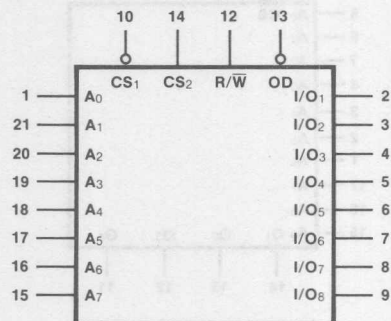 10 14 12 13
CS₁ CS₂ R/W̅ OD
1 A₀ I/O₁ 2
21 A₁ I/O₂ 3
20 A₂ I/O₃ 4
19 A₃ I/O₄ 5
18 A₄ I/O₅ 6
17 A₅ I/O₆ 7
16 A₆ I/O₇ 8
15 A₇ I/O₈ 9